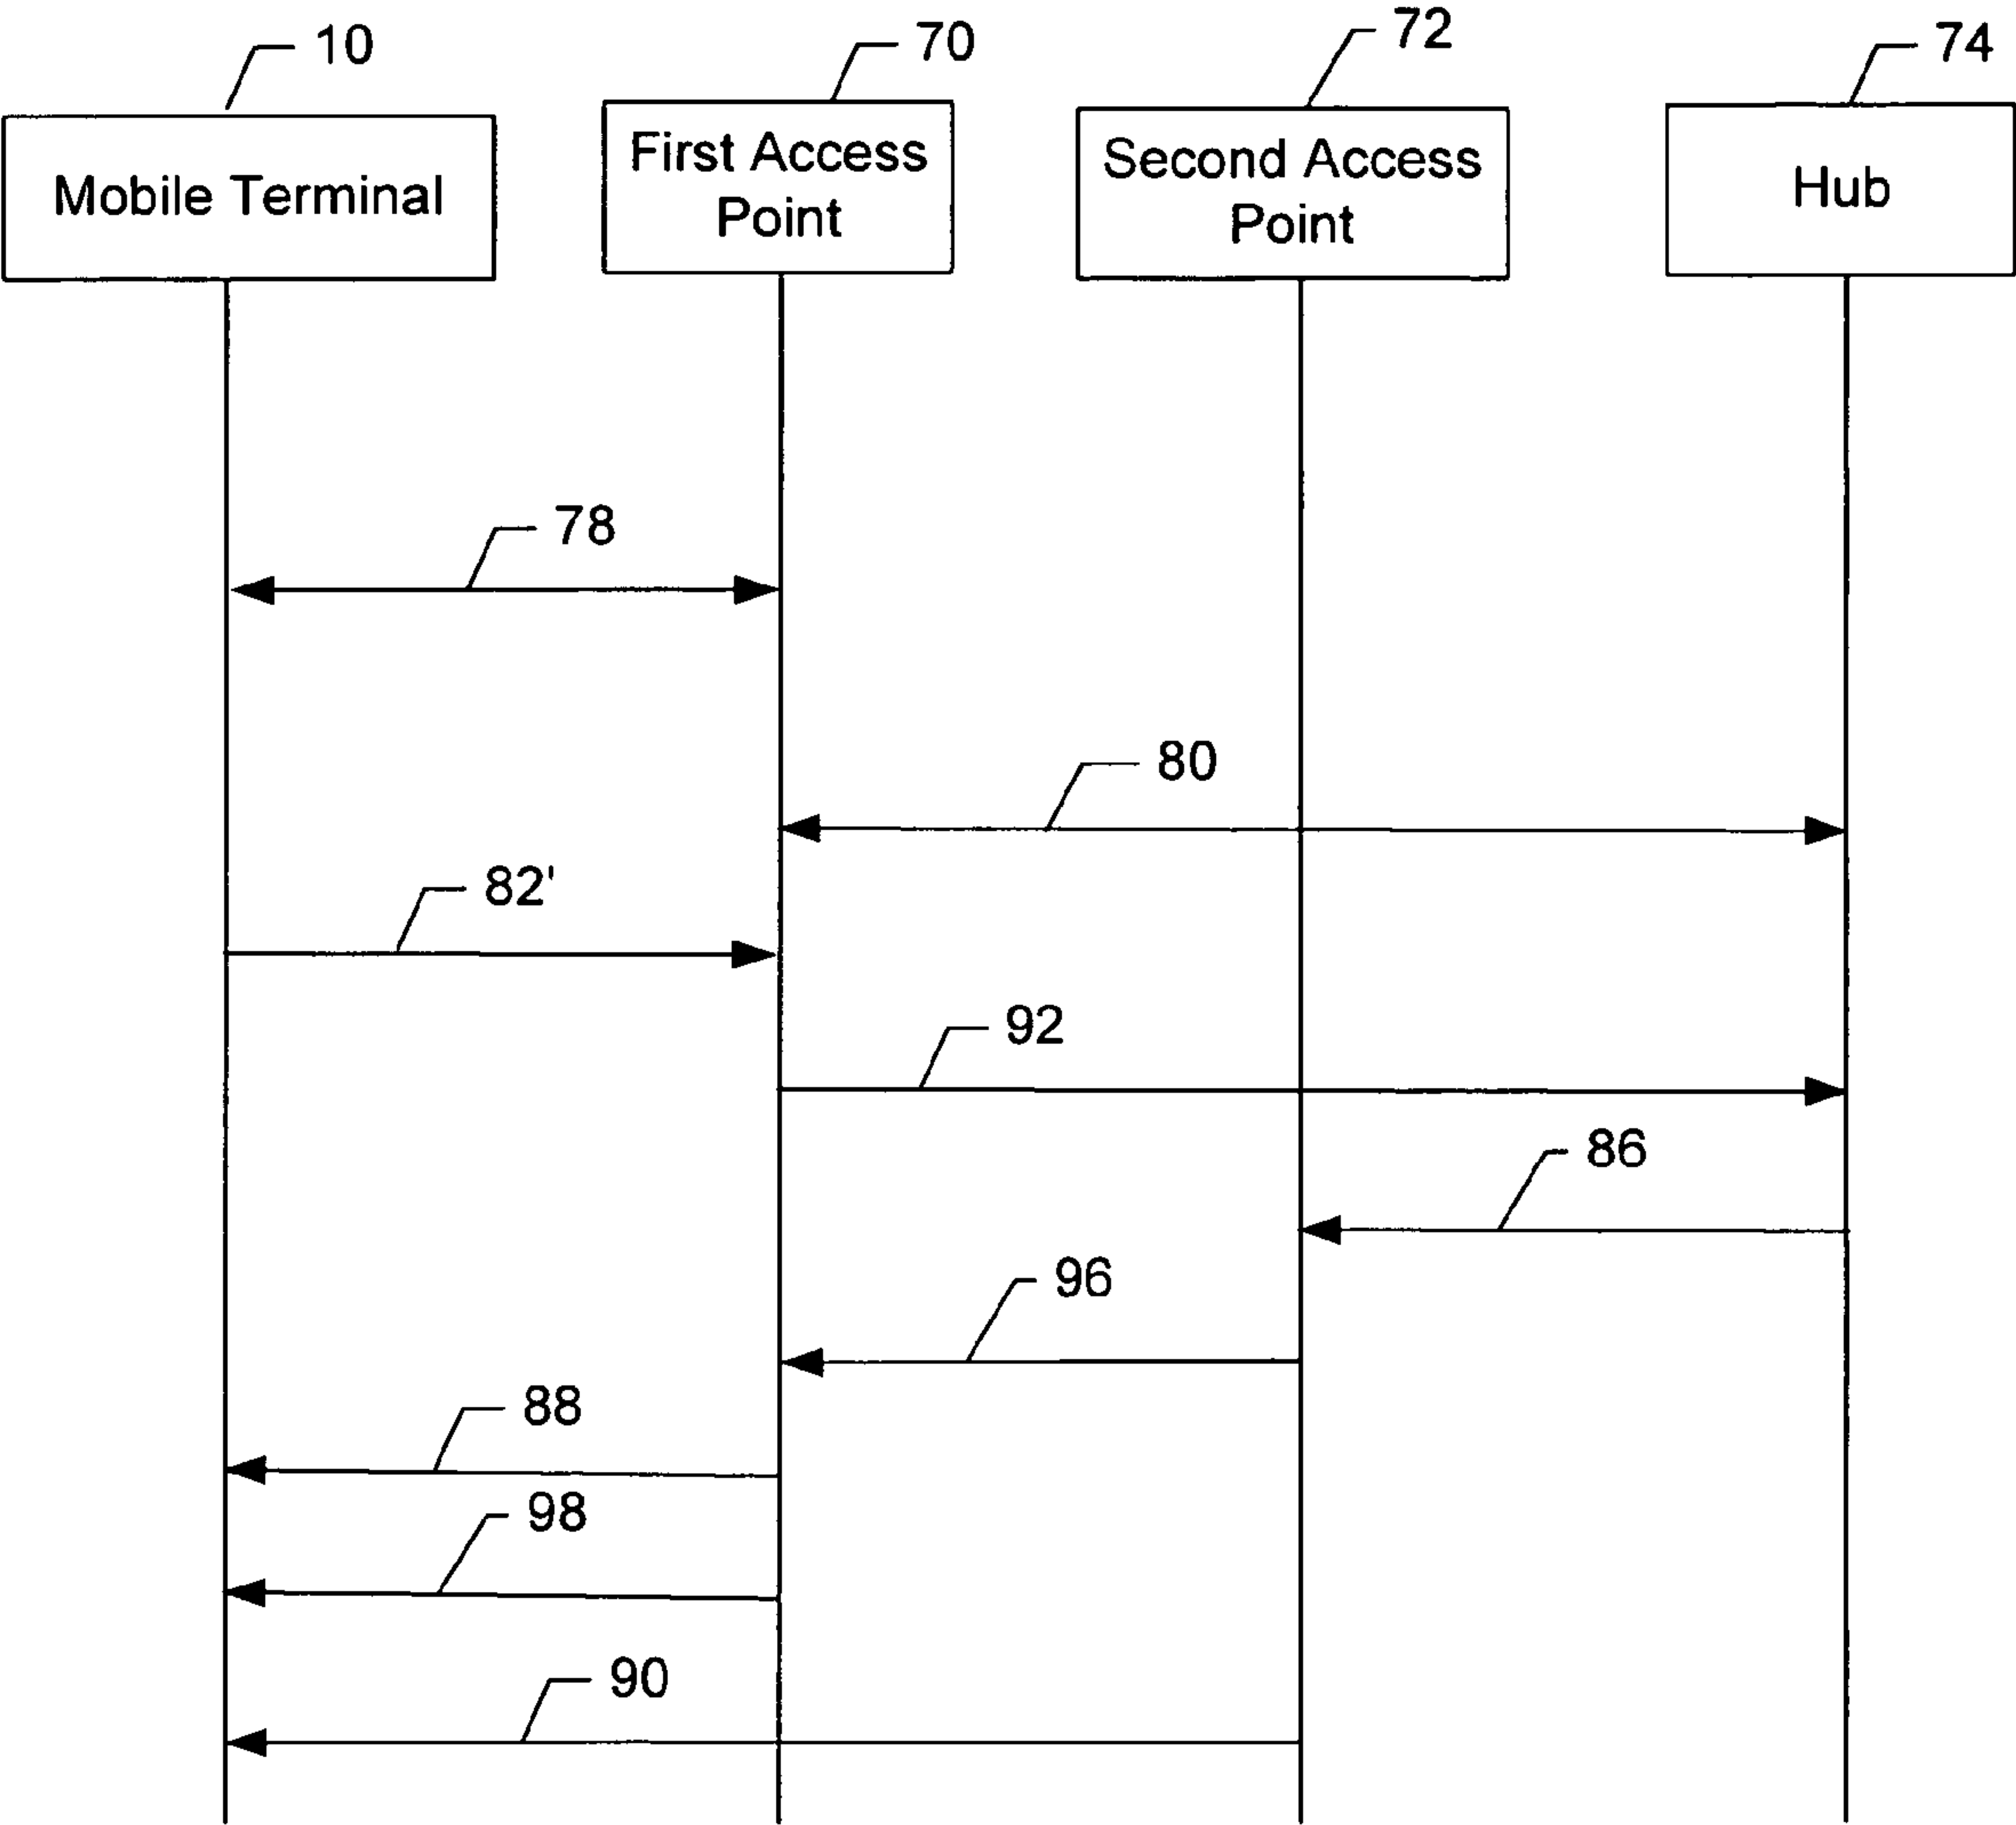 10
70
72
74
Mobile Terminal
First Access
Point
Second Access
Point
Hub
78
80
82'
92
86
96
88
98
90